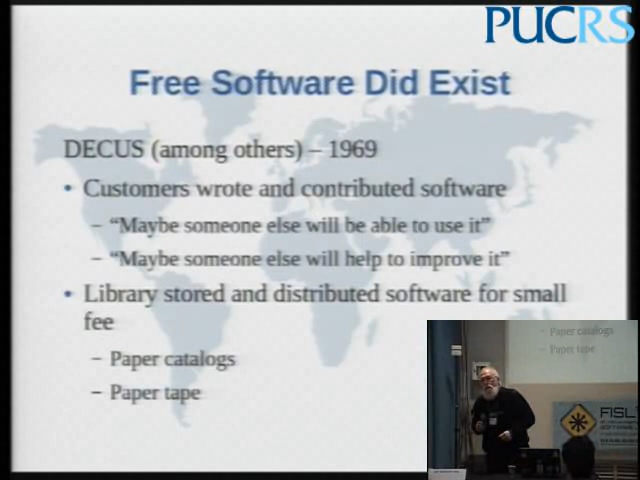 PUCRS
Free Software Did Exist
DECUS (among others) – 1969
• Customers wrote and contributed software
– “Maybe someone else will be able to use it”
– “Maybe someone else will help to improve it”
• Library stored and distributed software for small
fee
– Paper catalogs
– Paper tape
– Paper catalogs
– Paper tape
FISL